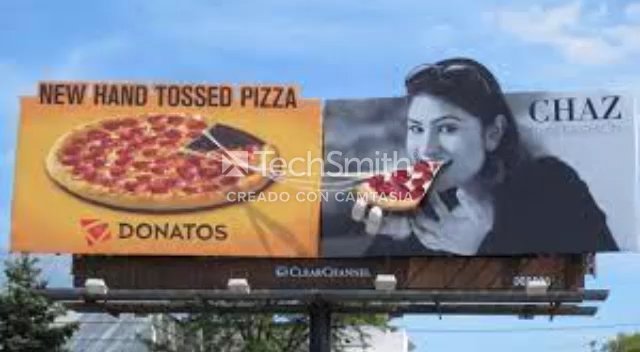 NEW HAND TOSSED PIZZA
DONATOS
CHAZ
TechSmith
CREADO CON CAMTASIA
CLEARCHANNEL